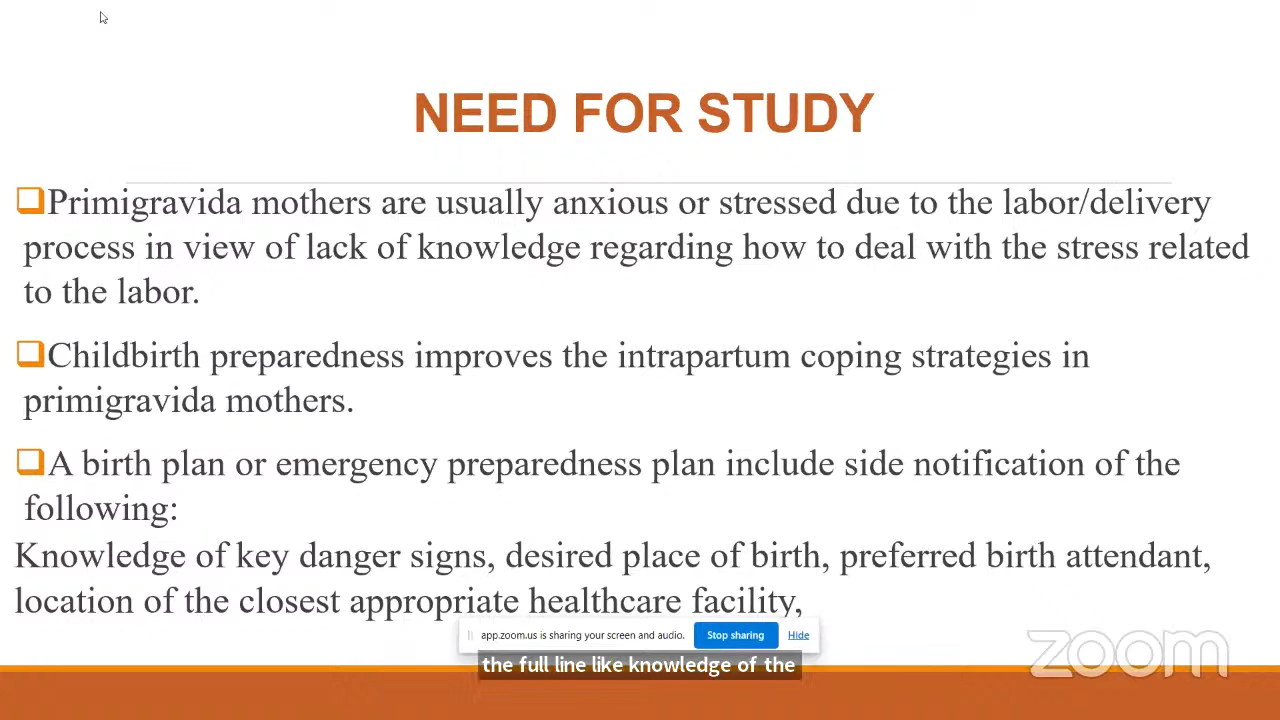 NEED FOR STUDY
Primigravida mothers are usually anxious or stressed due to the labor/delivery
process in view of lack of knowledge regarding how to deal with the stress related
to the labor.
Childbirth preparedness improves the intrapartum coping strategies in
primigravida mothers.
A birth plan or emergency preparedness plan include side notification of the
following:
Knowledge of key danger signs, desired place of birth, preferred birth attendant,
location of the closest appropriate healthcare facility,
app.zoom.us is sharing your screen and audio. Stop sharing Hide
the full line like knowledge of the
zoom